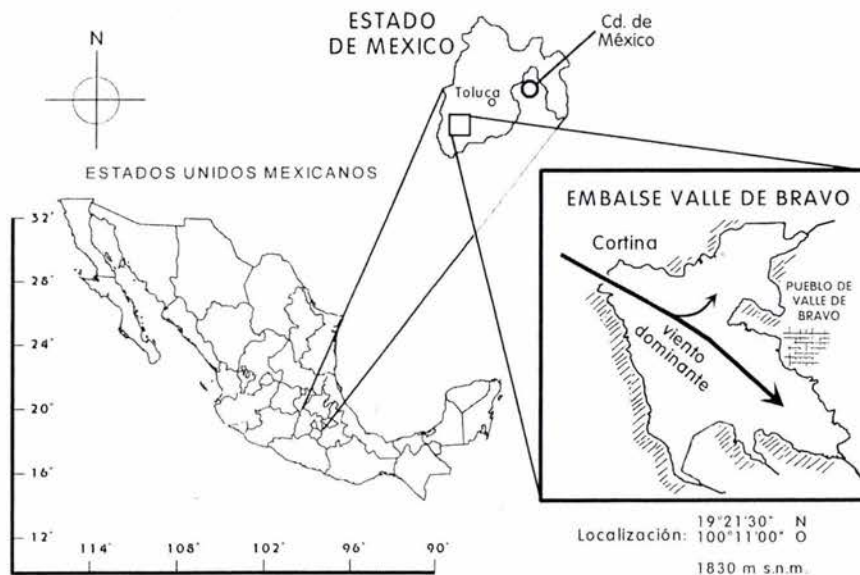 N
ESTADO
DE MEXICO
Cd. de
México
Toluca
ESTADOS UNIDOS MEXICANOS
32°
28°
24°
20°
16°
12°
114°
108°
102°
96°
90°
EMBALSE VALLE DE BRAVO
Cortina
PUEBLO DE
VALLE DE
BRAVO
viento
dominante
Localización: 19°21'30" N
100°11'00" O
1830 m s.n.m.